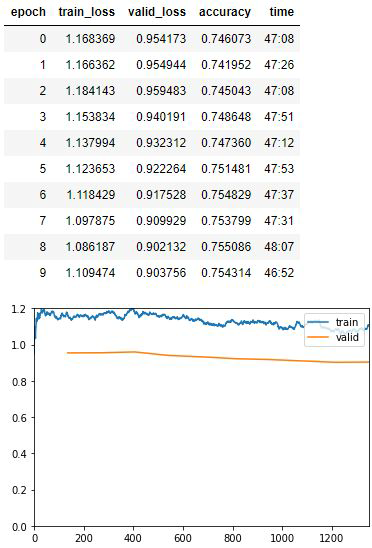 epoch train_loss valid_loss accuracy time
0 1.168369 0.954173 0.746073 47:08
1 1.166362 0.954944 0.741952 47:26
2 1.184143 0.959483 0.745043 47:08
3 1.153834 0.940191 0.748648 47:51
4 1.137994 0.932312 0.747360 47:12
5 1.123653 0.922264 0.751481 47:53
6 1.118429 0.917528 0.754829 47:37
7 1.097875 0.909929 0.753799 47:31
8 1.086187 0.902132 0.755086 48:07
9 1.109474 0.903756 0.754314 46:52
1.2
train
valid
1.0
0.8
0.6
0.4
0.2
0.0
0 200 400 600 800 1000 1200